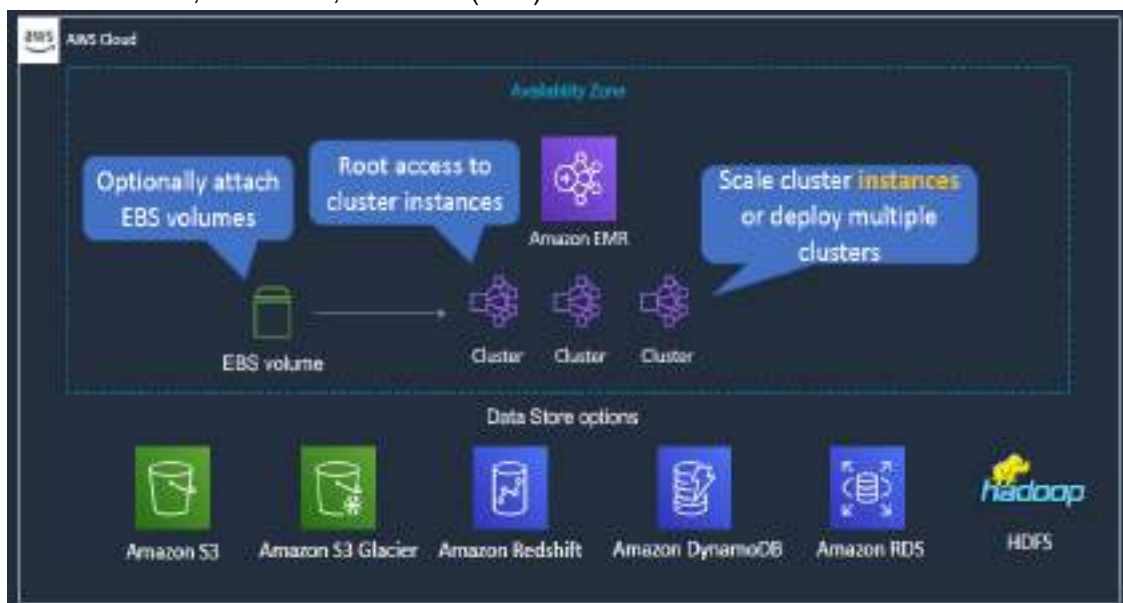 aws AWS Cloud
Availability Zone
Optionally attach
EBS volumes
Root access to
cluster instances
Scale cluster instances
or deploy multiple
clusters
Amazon EMR
EBS volume
Cluster Cluster Cluster
Data Store options
Amazon S3 Amazon S3 Glacier Amazon Redshift Amazon DynamoDB Amazon RDS
hadoop
HDFS